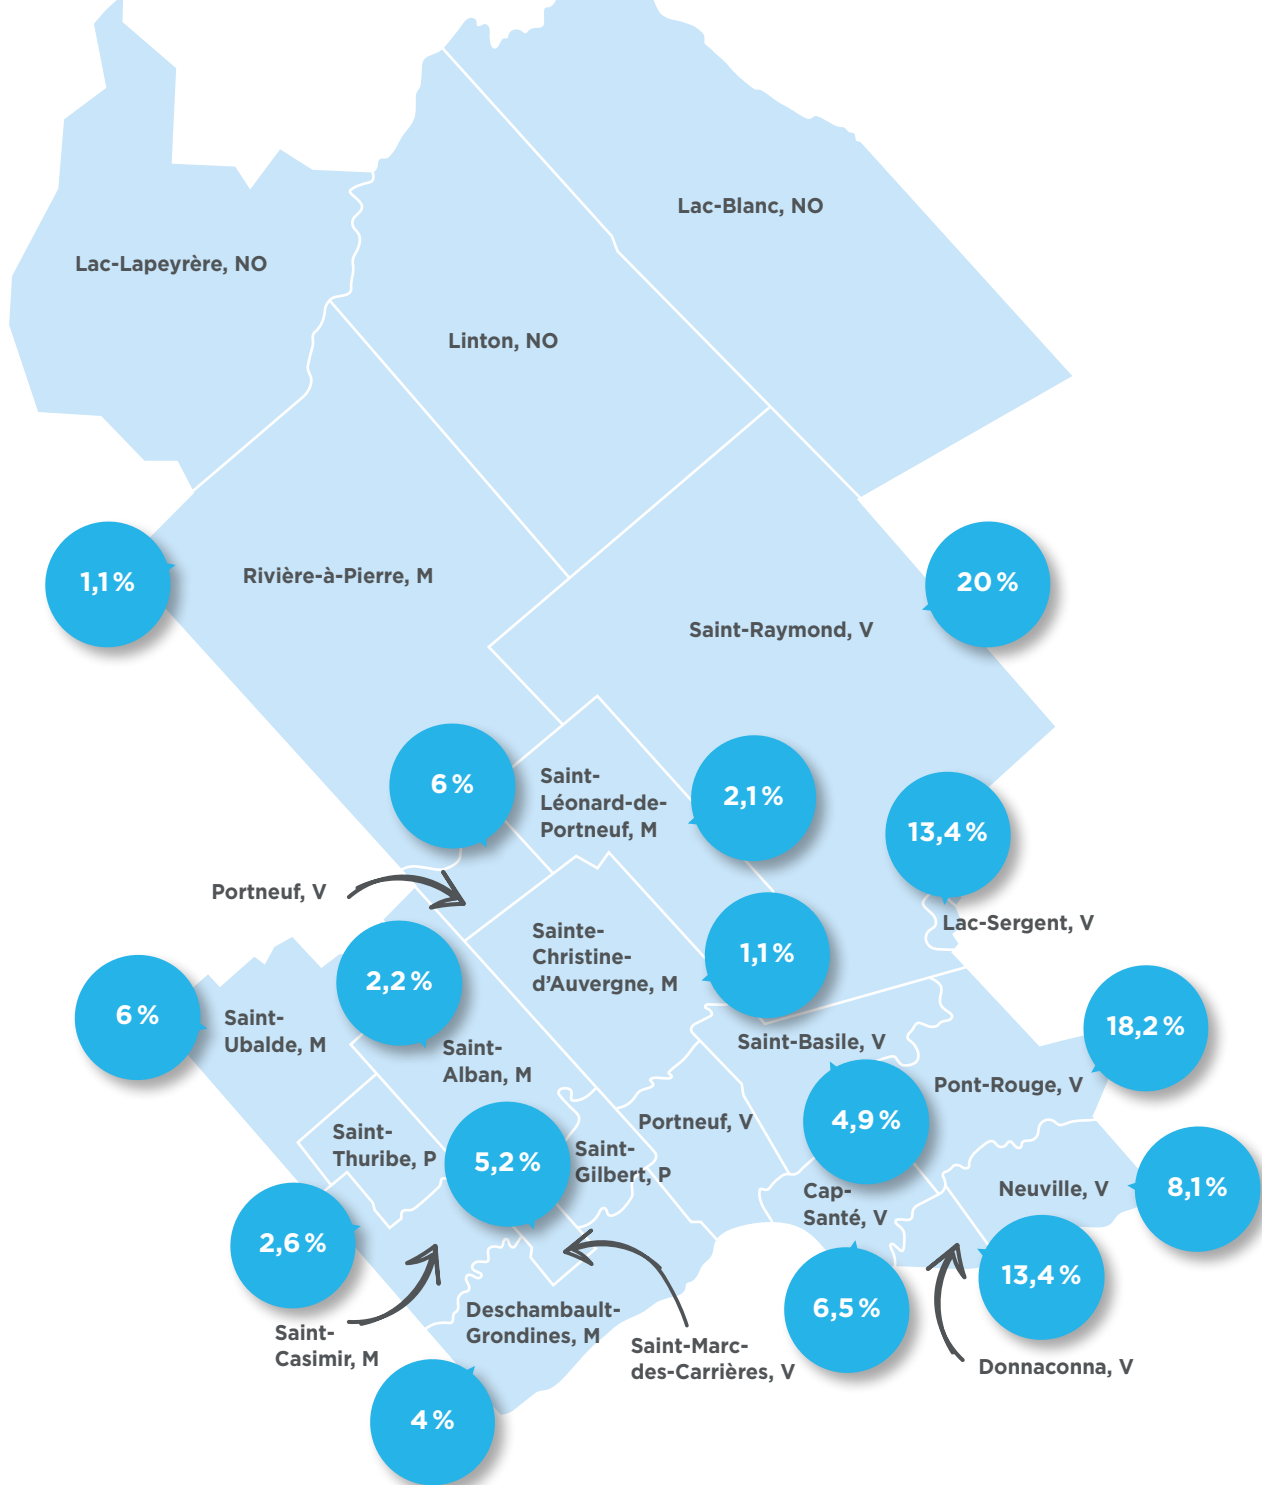 Lac-Blanc, NO
Lac-Lapeyrère, NO
Linton, NO
1,1 %
Rivière-à-Pierre, M
20 %
Saint-Raymond, V
6 %
Saint-
Léonard-de-
Portneuf, M
2,1 %
13,4 %
Portneuf, V
Lac-Sergent, V
Sainte-
Christine-
d'Auvergne, M
1,1 %
2,2 %
6 %
Saint-
Ubalde, M
Saint-
Alban, M
Saint-Basile, V
18,2 %
Pont-Rouge, V
4,9 %
Portneuf, V
Saint-
Thuribe, P
5,2 %
Saint-
Gilbert, P
Cap-
Santé, V
Neuville, V
8,1 %
2,6 %
13,4 %
6,5 %
Deschambault-
Grondines, M
Saint-
Casimir, M
Saint-Marc-
des-Carrières, V
Donnaconna, V
4 %